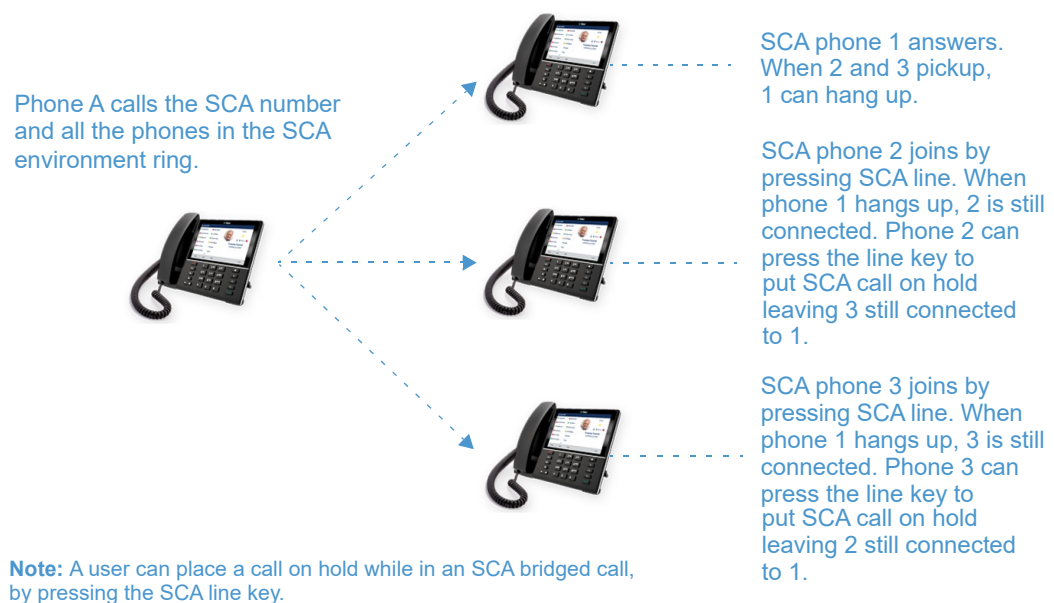 Phone A calls the SCA number
and all the phones in the SCA
environment ring.
SCA phone 1 answers.
When 2 and 3 pickup,
1 can hang up.
SCA phone 2 joins by
pressing SCA line. When
phone 1 hangs up, 2 is still
connected. Phone 2 can
press the line key to
put SCA call on hold
leaving 3 still connected
to 1.
SCA phone 3 joins by
pressing SCA line. When
phone 1 hangs up, 3 is still
connected. Phone 3 can
press the line key to
put SCA call on hold
leaving 2 still connected
to 1.
Note: A user can place a call on hold while in an SCA bridged call,
by pressing the SCA line key.